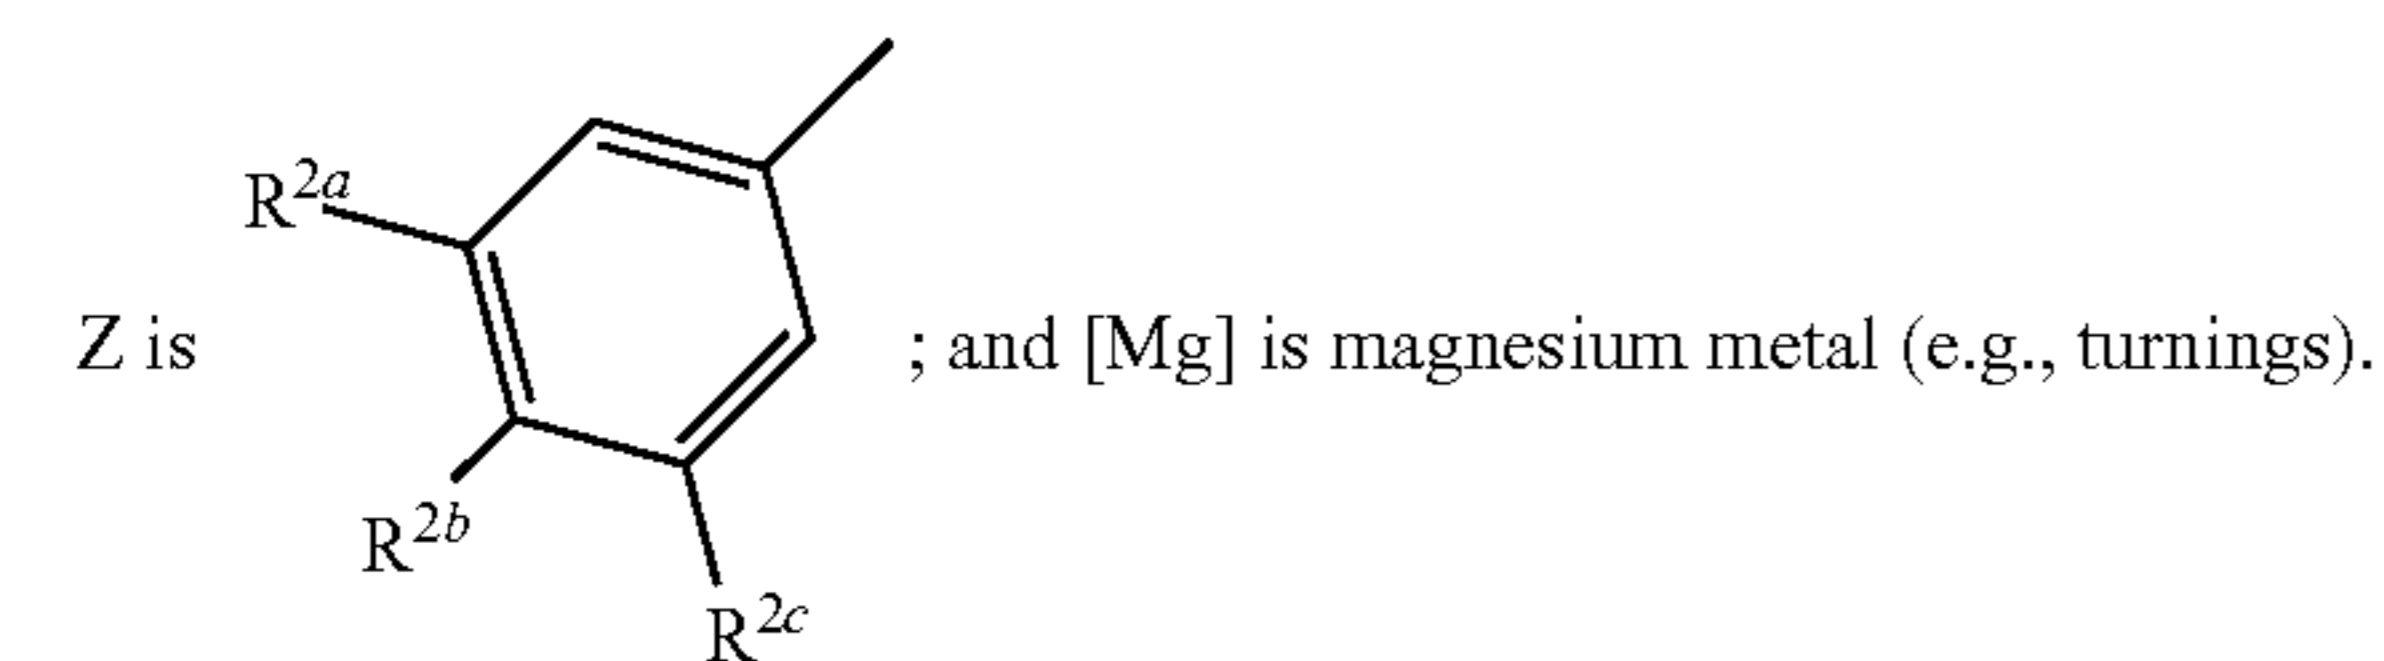 R2a
Z is ; and [Mg] is magnesium metal (e.g., turnings).
R2b
R2c